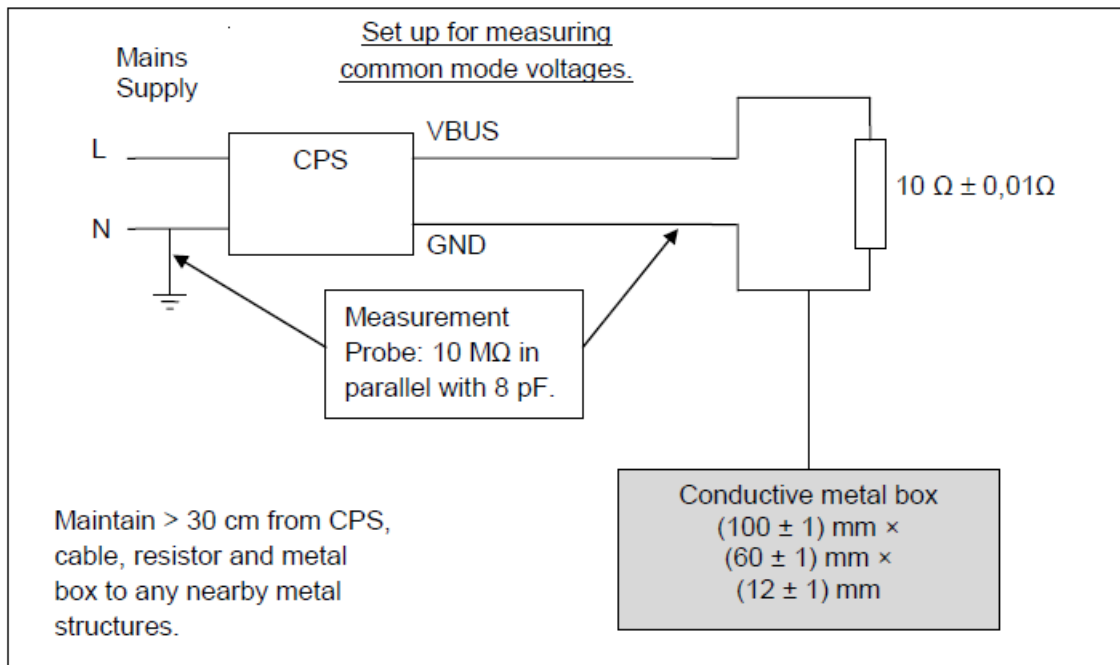 Set up for measuring
common mode voltages.
Mains
Supply
VBUS
L
CPS
10 Ω ± 0,01Ω
N
GND
Measurement
Probe: 10 MΩ in
parallel with 8 pF.
Conductive metal box
(100 ± 1) mm ×
(60 ± 1) mm ×
(12 ± 1) mm
Maintain > 30 cm from CPS,
cable, resistor and metal
box to any nearby metal
structures.